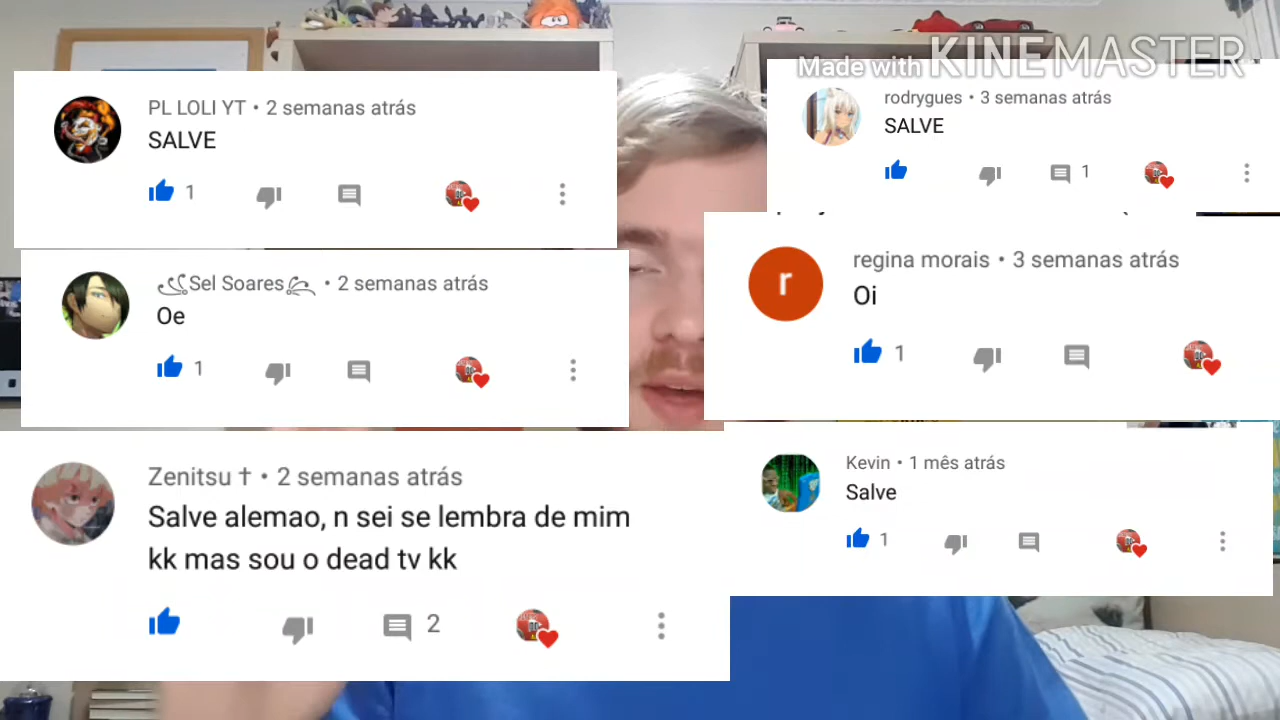 Made with KINEMASTER
PL LOLI YT • 2 semanas atrás
SALVE
1
Sel Soares • 2 semanas atrás
Oe
1
Zenitsu † • 2 semanas atrás
Salve alemao, n sei se lembra de mim
kk mas sou o dead tv kk
2
rodrygues • 3 semanas atrás
SALVE
1
r
regina morais • 3 semanas atrás
Oi
1
Kevin • 1 mês atrás
Salve
1